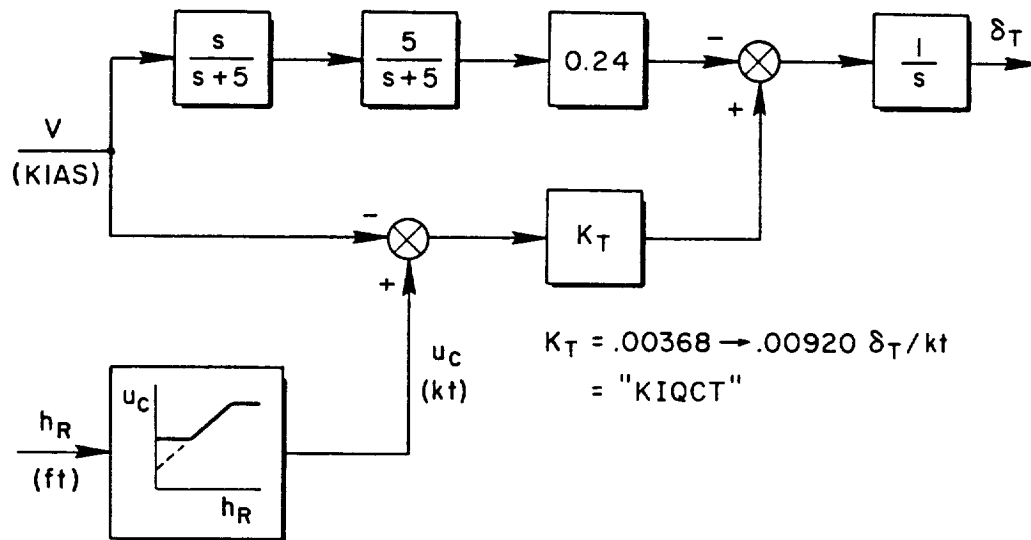 s
s+5
5
s+5
0.24
−
+
1
s
δT
V
(KIAS)
−
+
KT
uc
(kt)
KT = .00368 → .00920 δT/kt
= "KIQCT"
hR
(ft)
uc
hR